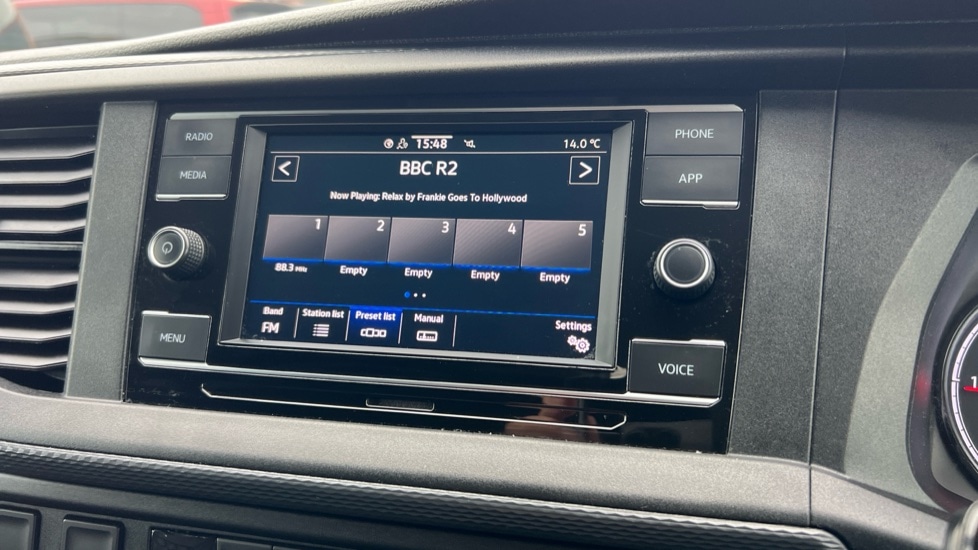 RADIO
MEDIA
MENU
15:48 14.0 °C
< BBC R2 >
Now Playing: Relax by Frankie Goes To Hollywood
1 2 3 4 5
88.3 MHz Empty Empty Empty Empty
Band Station list Preset list Manual Settings
FM
PHONE
APP
VOICE
1